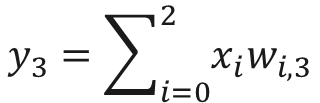 y₃ = ∑²ᵢ₌₀ xᵢwᵢ,₃